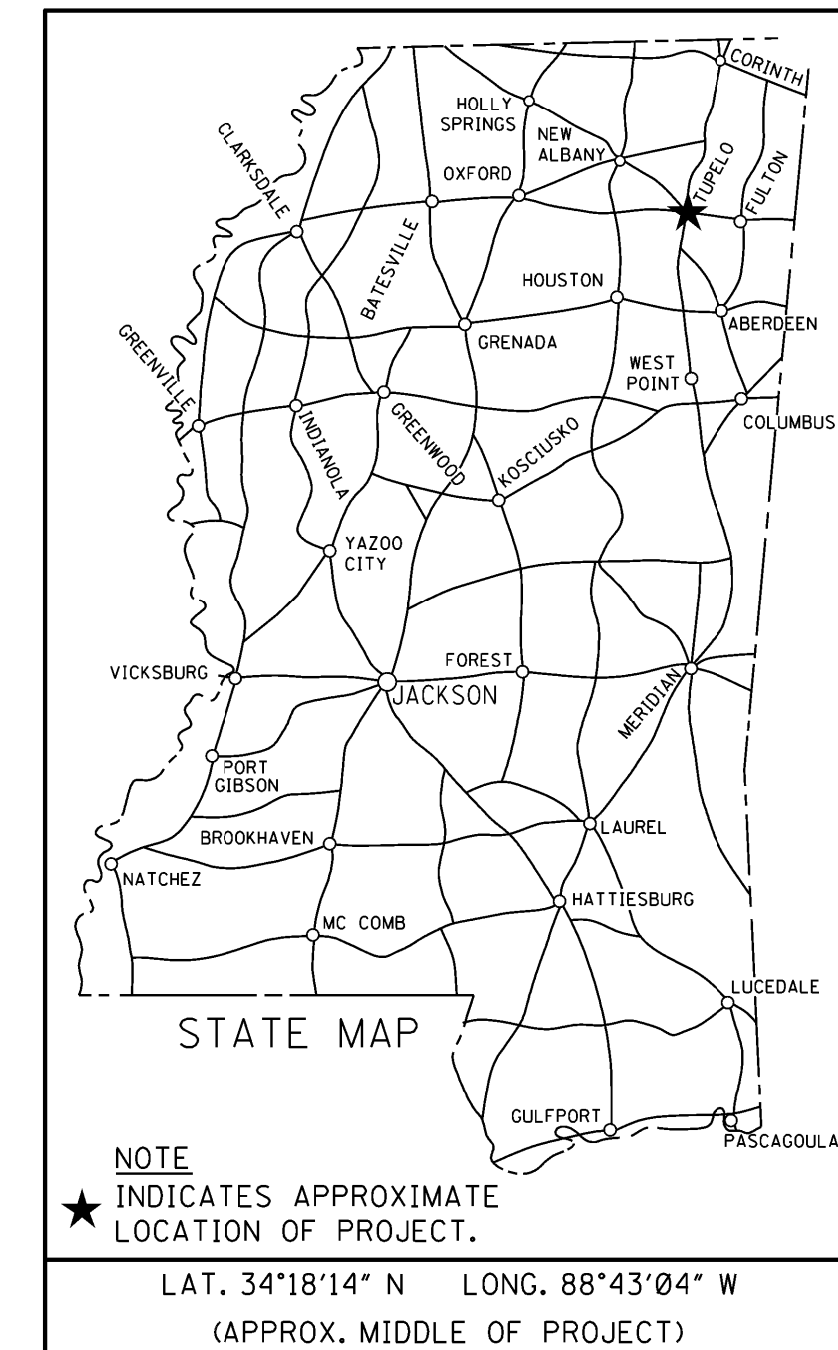 CORINTH
HOLLY
SPRINGS
NEW
ALBANY
CLARKSDALE
OXFORD
TUPELO
FULTON
BATESVILLE
HOUSTON
ABERDEEN
GREENVILLE
GRENADA
WEST
POINT
COLUMBUS
INDIANOLA
GREENWOOD
KOSCIUSKO
YAZOO
CITY
VICKSBURG
JACKSON
FOREST
MERIDIAN
PORT
GIBSON
BROOKHAVEN
LAUREL
NATCHEZ
HATTIESBURG
MC COMB
LUCEDALE
STATE MAP
GULFPORT
PASCAGOULA
NOTE
INDICATES APPROXIMATE
LOCATION OF PROJECT.
LAT. 34°18'14" N LONG. 88°43'04" W
(APPROX. MIDDLE OF PROJECT)